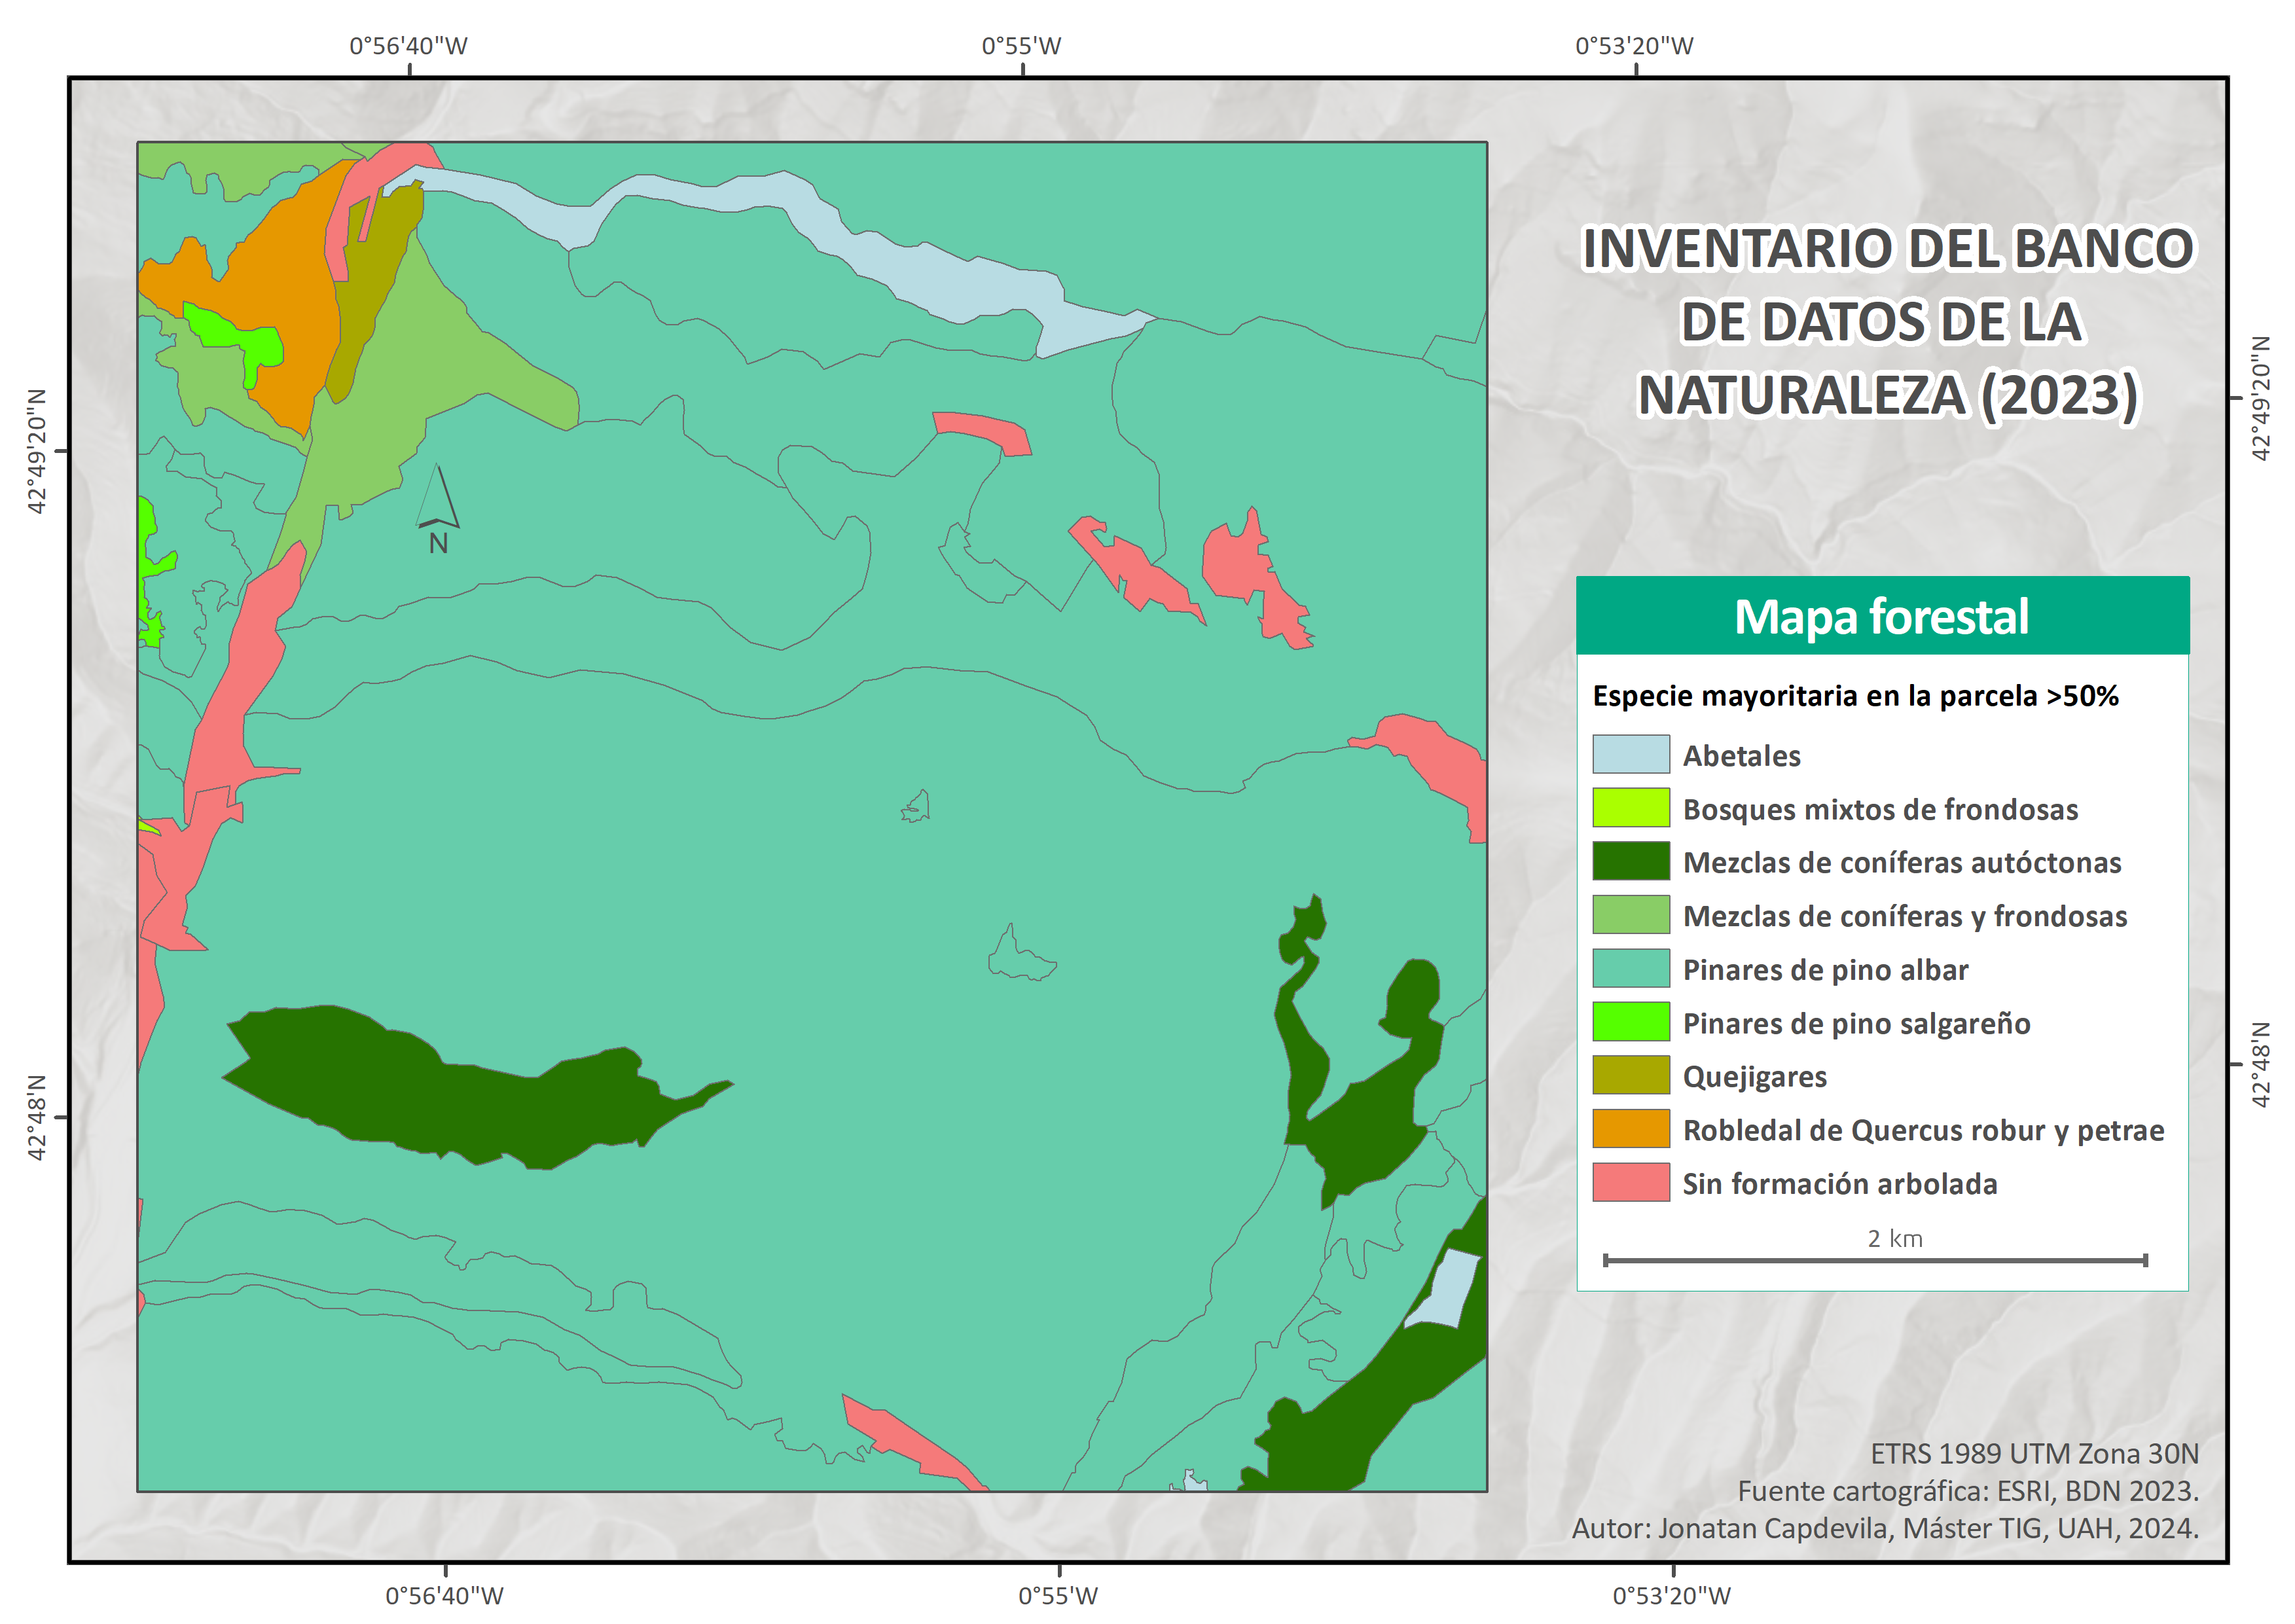 0°56'40"W
0°55'W
0°53'20"W
42°49'20"N
42°48'N
42°49'20"N
42°48'N
INVENTARIO DEL BANCO
DE DATOS DE LA
NATURALEZA (2023)
N
Mapa forestal
Especie mayoritaria en la parcela >50%
Abetales
Bosques mixtos de frondosas
Mezclas de coníferas autóctonas
Mezclas de coníferas y frondosas
Pinares de pino albar
Pinares de pino salgareño
Quejigares
Robledal de Quercus robur y petrae
Sin formación arbolada
2 km
ETRS 1989 UTM Zona 30N
Fuente cartográfica: ESRI, BDN 2023.
Autor: Jonatan Capdevila, Máster TIG, UAH, 2024.
0°56'40"W
0°55'W
0°53'20"W